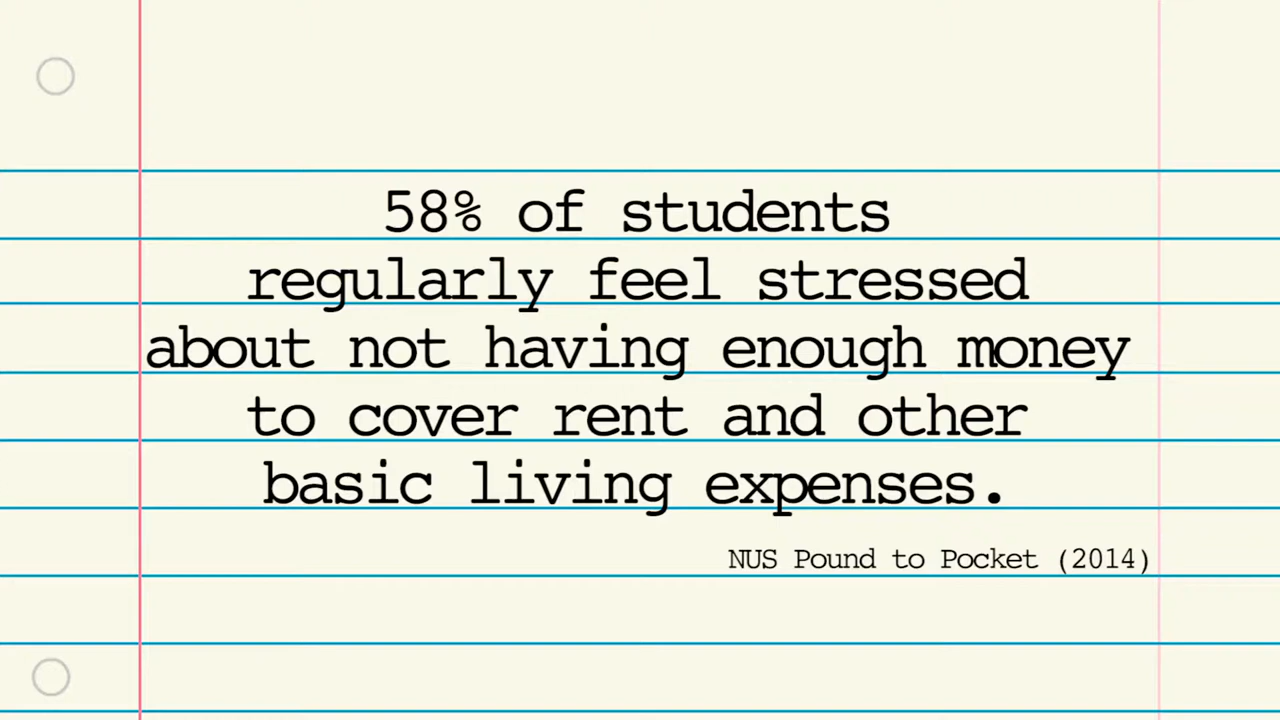 58% of students
regularly feel stressed
about not having enough money
to cover rent and other
basic living expenses.
NUS Pound to Pocket (2014)